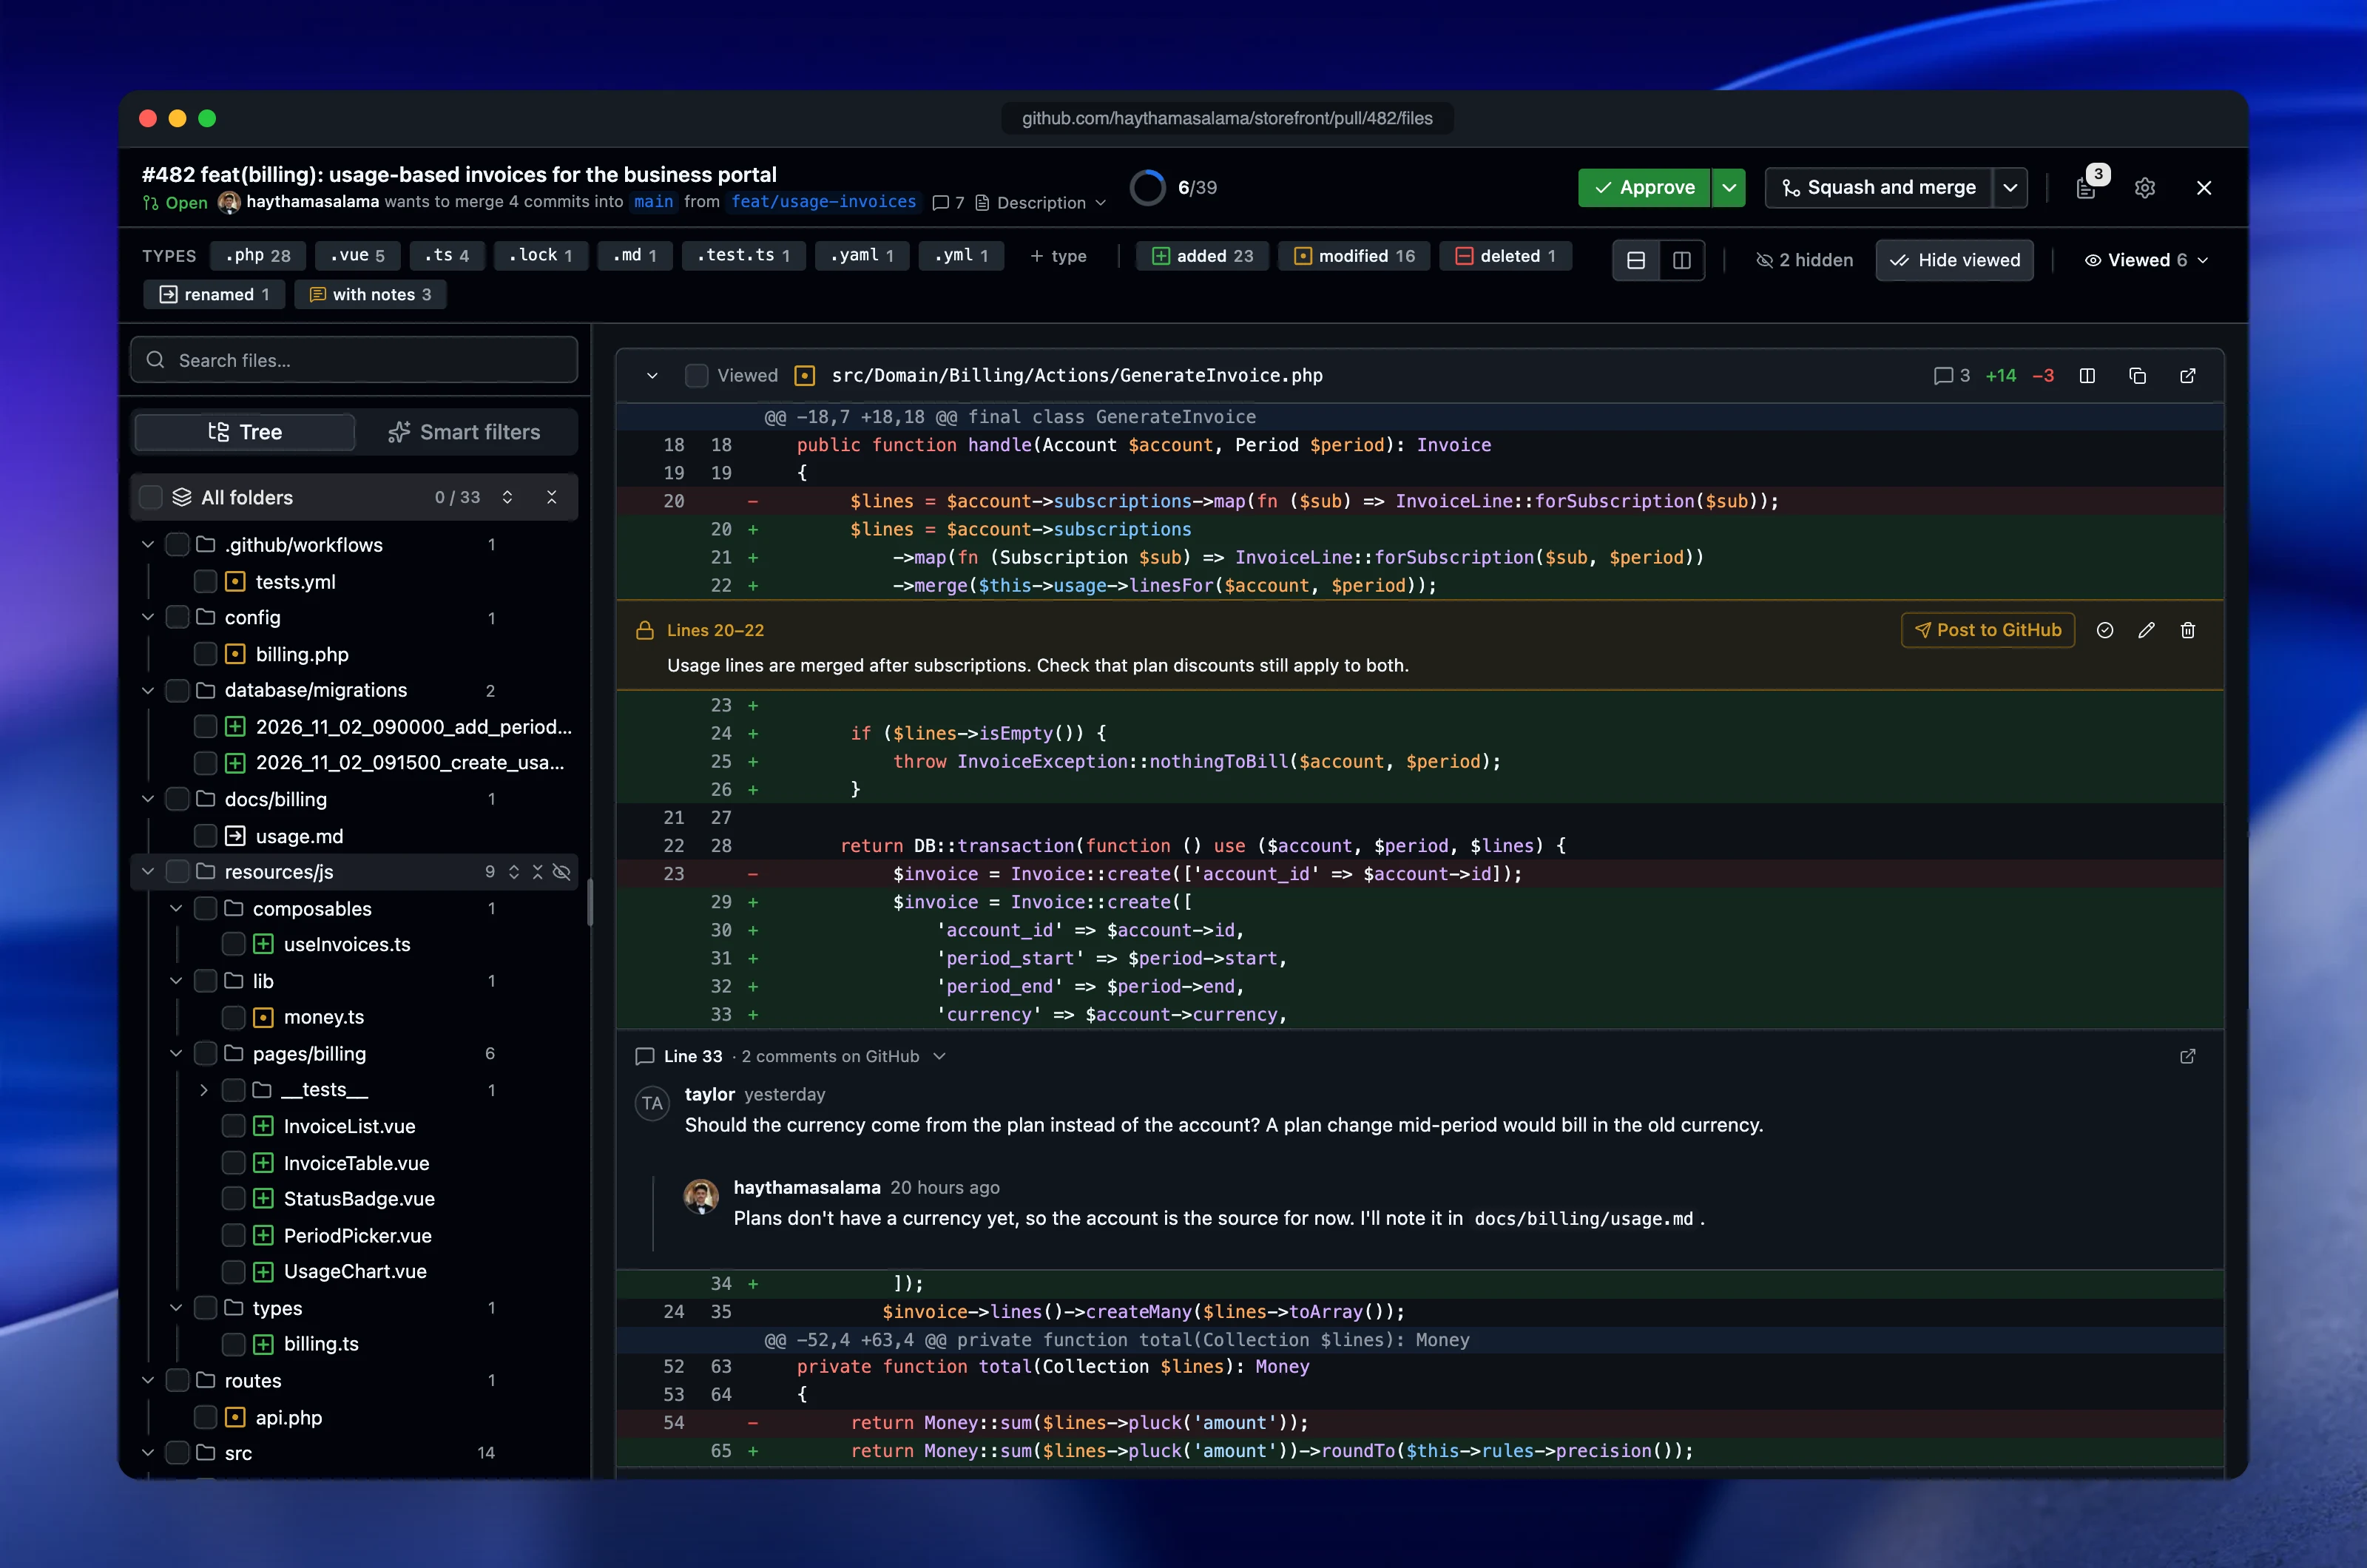 github.com/haythamasalama/storefront/pull/482/files
#482 feat(billing): usage-based invoices for the business portal
Open haythamasalama wants to merge 4 commits into main from feat/usage-invoices 7 Description
6/39
Approve
Squash and merge
3
TYPES .php 28 .vue 5 .ts 4 .lock 1 .md 1 .test.ts 1 .yaml 1 .yml 1 + type added 23 modified 16 deleted 1
2 hidden Hide viewed Viewed 6
renamed 1 with notes 3
Search files...
Tree Smart filters
All folders 0 / 33
.github/workflows 1
tests.yml
config 1
billing.php
database/migrations 2
2026_11_02_090000_add_period...
2026_11_02_091500_create_usa...
docs/billing 1
usage.md
resources/js 9
composables 1
useInvoices.ts
lib 1
money.ts
pages/billing 6
__tests__ 1
InvoiceList.vue
InvoiceTable.vue
StatusBadge.vue
PeriodPicker.vue
UsageChart.vue
types 1
billing.ts
routes 1
api.php
src 14
Viewed src/Domain/Billing/Actions/GenerateInvoice.php 3 +14 −3
@@ −18,7 +18,18 @@ final class GenerateInvoice
18 18 public function handle(Account $account, Period $period): Invoice
19 19 {
20 − $lines = $account->subscriptions->map(fn ($sub) => InvoiceLine::forSubscription($sub));
20 + $lines = $account->subscriptions
21 + ->map(fn (Subscription $sub) => InvoiceLine::forSubscription($sub, $period))
22 + ->merge($this->usage->linesFor($account, $period));
Lines 20–22
Post to GitHub
Usage lines are merged after subscriptions. Check that plan discounts still apply to both.
23 +
24 + if ($lines->isEmpty()) {
25 + throw InvoiceException::nothingToBill($account, $period);
26 + }
21 27
22 28 return DB::transaction(function () use ($account, $period, $lines) {
23 − $invoice = Invoice::create(['account_id' => $account->id]);
29 + $invoice = Invoice::create([
30 + 'account_id' => $account->id,
31 + 'period_start' => $period->start,
32 + 'period_end' => $period->end,
33 + 'currency' => $account->currency,
Line 33 · 2 comments on GitHub
TA
taylor yesterday
Should the currency come from the plan instead of the account? A plan change mid-period would bill in the old currency.
haythamasalama 20 hours ago
Plans don't have a currency yet, so the account is the source for now. I'll note it in docs/billing/usage.md .
34 + ]);
24 35 $invoice->lines()->createMany($lines->toArray());
@@ −52,4 +63,4 @@ private function total(Collection $lines): Money
52 63 private function total(Collection $lines): Money
53 64 {
54 − return Money::sum($lines->pluck('amount'));
65 + return Money::sum($lines->pluck('amount'))->roundTo($this->rules->precision());